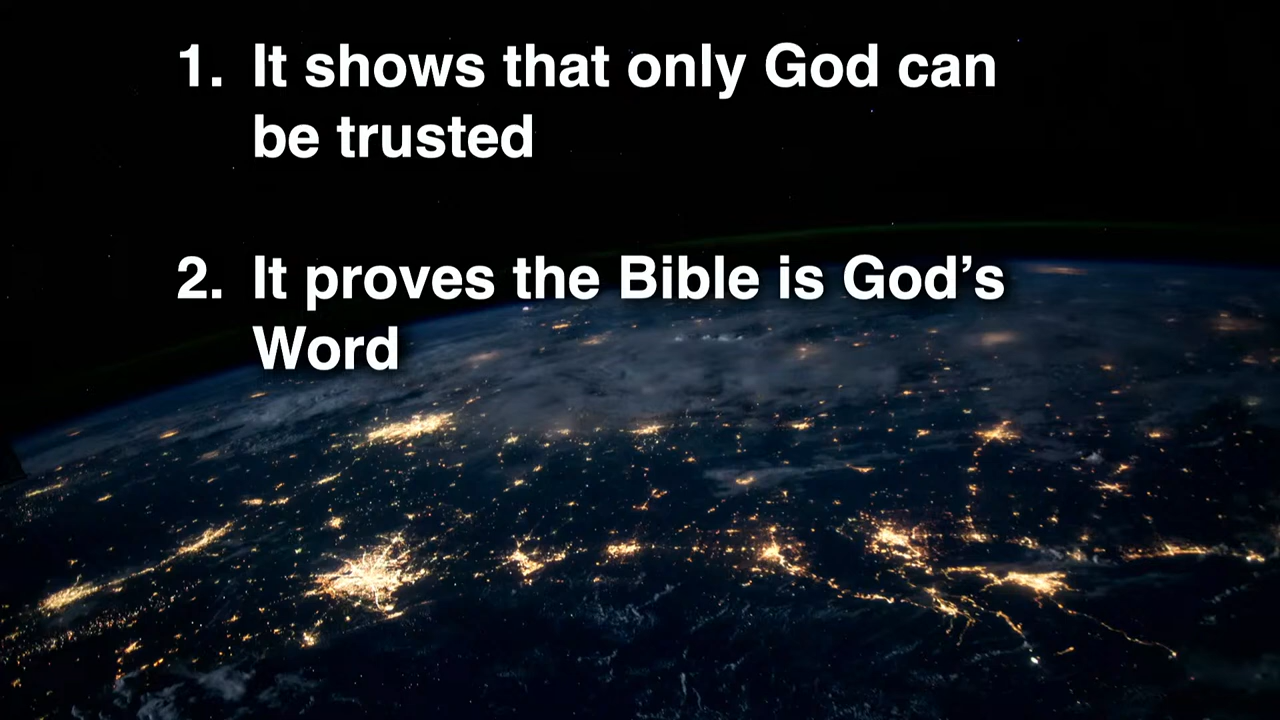 1. It shows that only God can
be trusted
2. It proves the Bible is God’s
Word